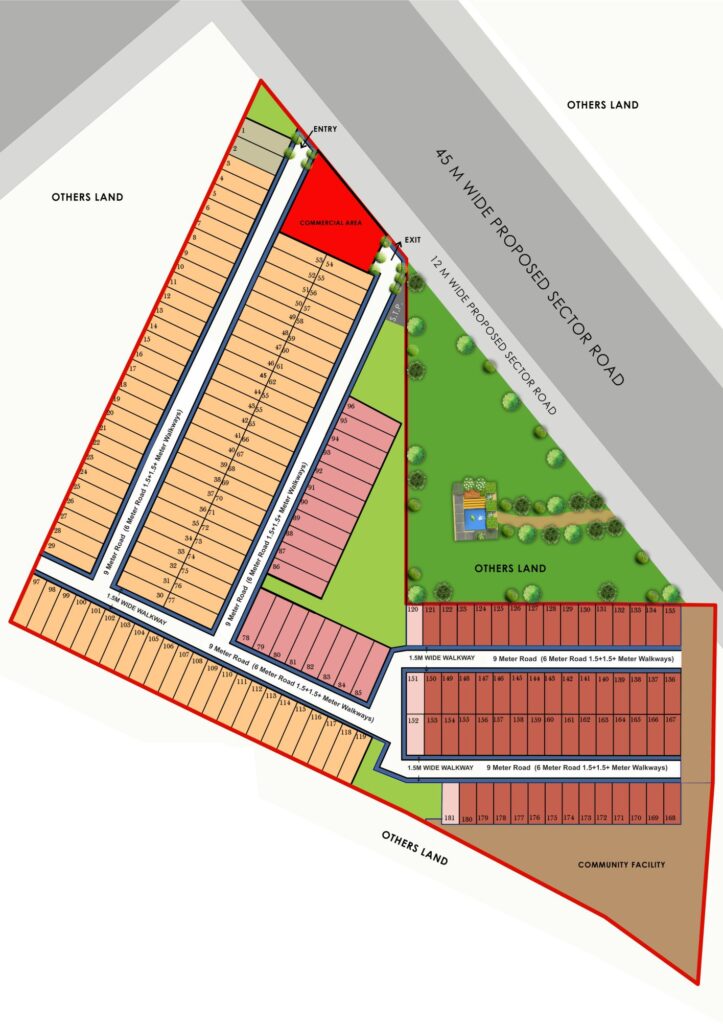 OTHERS LAND
45 M WIDE PROPOSED SECTOR ROAD
12 M WIDE PROPOSED SECTOR ROAD
OTHERS LAND
ENTRY
COMMERCIAL AREA
EXIT
S.T.P.
1
2
3
4
5
6
7
8
9
10
11
12
13
14
15
16
17
18
19
20
21
22
23
24
25
26
27
28
29
9 Meter Road (6 Meter Road 1.5+1.5+ Meter Walkways)
53 54
52 55
51 56
50 57
49 58
48 59
47 60
46 61
45 62
41 66
40 67
37 70
36 71
35 72
34 73
33 74
32 75
31 76
30 77
9 Meter Road (6 Meter Road 1.5+1.5+ Meter Walkways)
96
95
94
93
92
91
90
89
88
87
86
OTHERS LAND
78 79 80 81 82 83 84 85
1.5M WIDE WALKWAY
9 Meter Road (6 Meter Road 1.5+1.5+ Meter Walkways)
97 98 99 100 101 102 103 104 105 106 107 108 109 110 111 112 113 114 115 116 117 118 119
120 121 122 23 124 125 126 127 128 129 130 131 132 133 134 155
1.5M WIDE WALKWAY 9 Meter Road (6 Meter Road 1.5+1.5+ Meter Walkways)
151 150 149 148 147 146 145 144 143 142 141 140 139 138 137 136
152 153 154 155 156 157 158 159 60 161 162 163 164 165 166 167
1.5M WIDE WALKWAY 9 Meter Road (6 Meter Road 1.5+1.5+ Meter Walkways)
181 180 179 178 177 176 175 174 173 172 171 170 169 168
OTHERS LAND
COMMUNITY FACILITY